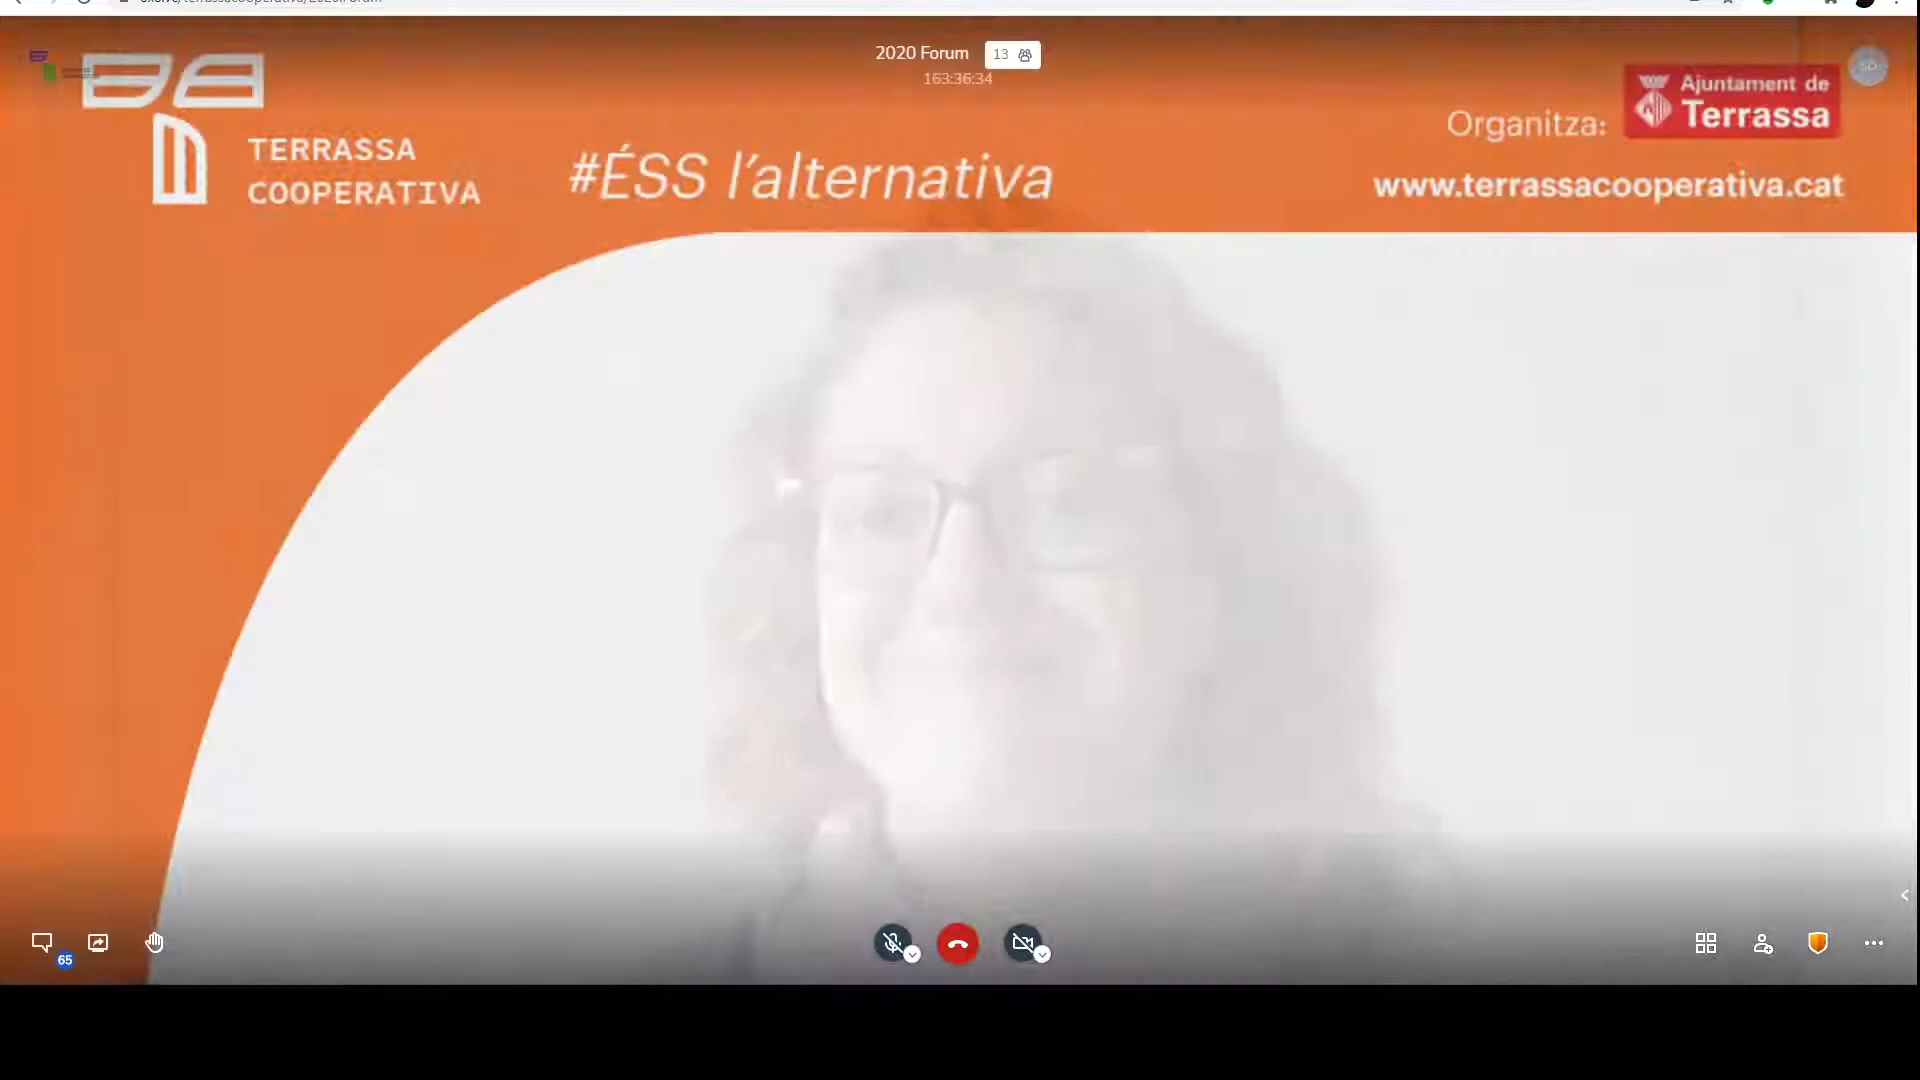 2020 Forum
13
163:36:34
TERRASSA
COOPERATIVA
#ÉSS l'alternativa
Organitza:
Ajuntament de
Terrassa
www.terrassacooperativa.cat
65